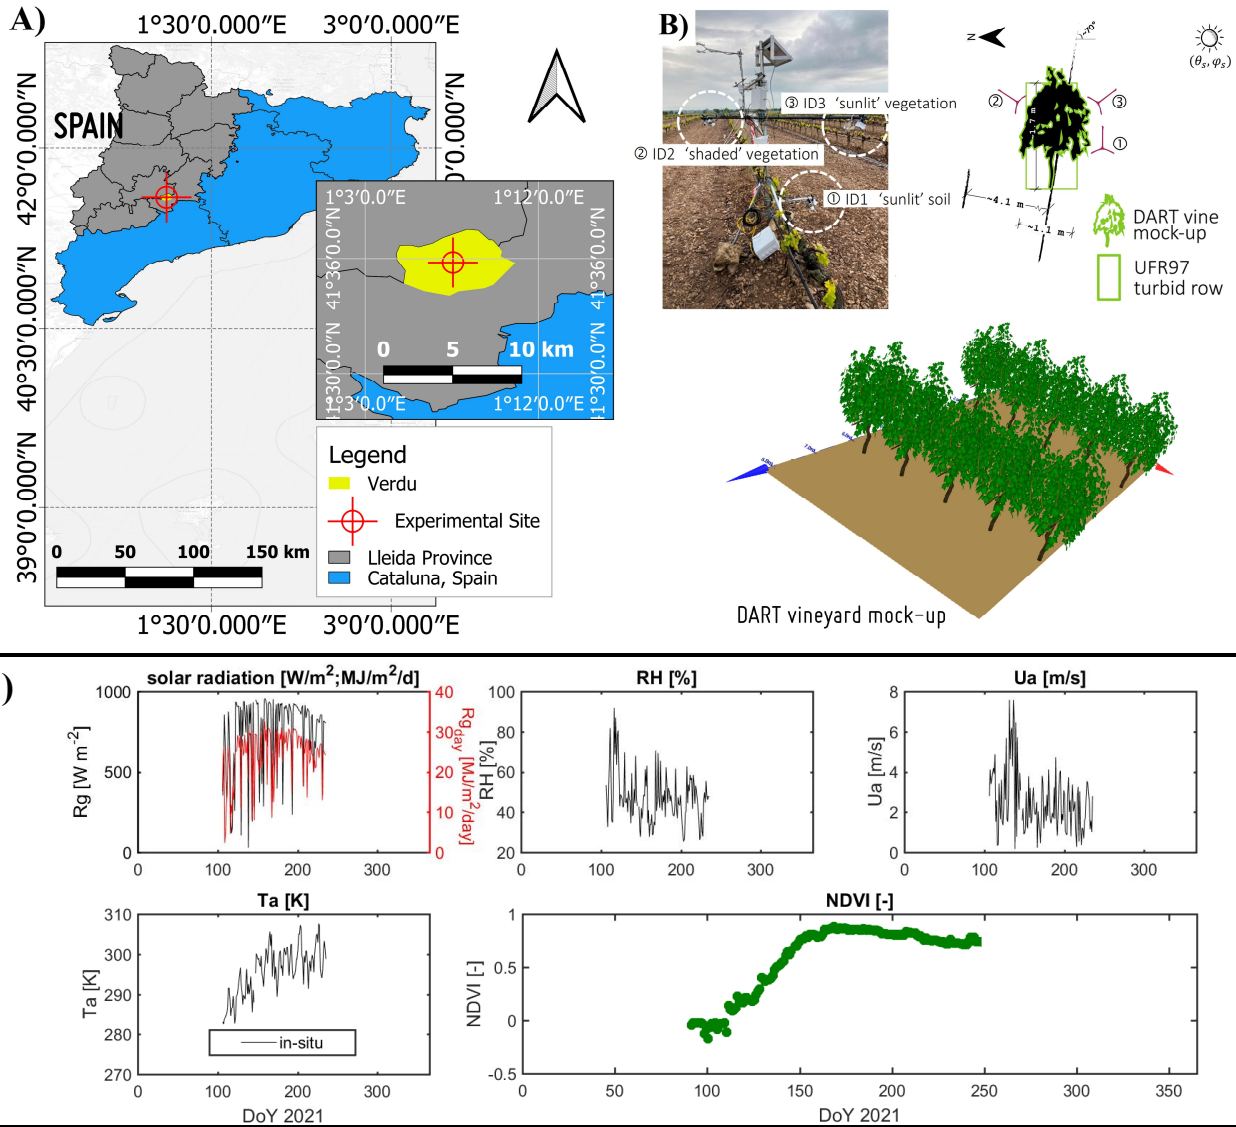 A)
1°30′0.000″E 3°0′0.000″E
42°0′0.000″N
40°30′0.000″N
39°0′0.000″N
SPAIN
1°3′0.0″E 1°12′0.0″E
41°36′0.0″N
41°30′0.0″N
41°36′0.0″N
41°30′0.0″N
0 5 10 km
1°3′0.0″E 1°12′0.0″E
Legend
Verdu
Experimental Site
Lleida Province
Cataluna, Spain
0 50 100 150 km
1°30′0.000″E 3°0′0.000″E
B)
③ ID3 ‘sunlit’ vegetation
② ID2 ‘shaded’ vegetation
① ID1 ‘sunlit’ soil
N
(θs,φs)
②
③
①
~4.1 m
~1.1 m
DART vine
mock-up
UFR97
turbid row
DART vineyard mock-up
)
solar radiation [W/m²;MJ/m²/d]
Rg [W m⁻²]
1000
500
0
40
30
20
10
0
Rg_day [MJ/m²/day]
0 100 200 300
RH [%]
RH [%]
100
80
60
40
20
0 100 200 300
Ua [m/s]
Ua [m/s]
8
6
4
2
0
0 100 200 300
Ta [K]
Ta [K]
310
300
290
280
270
in-situ
0 100 200 300
DoY 2021
NDVI [-]
NDVI [-]
1
0.5
0
-0.5
0 50 100 150 200 250 300 350
DoY 2021